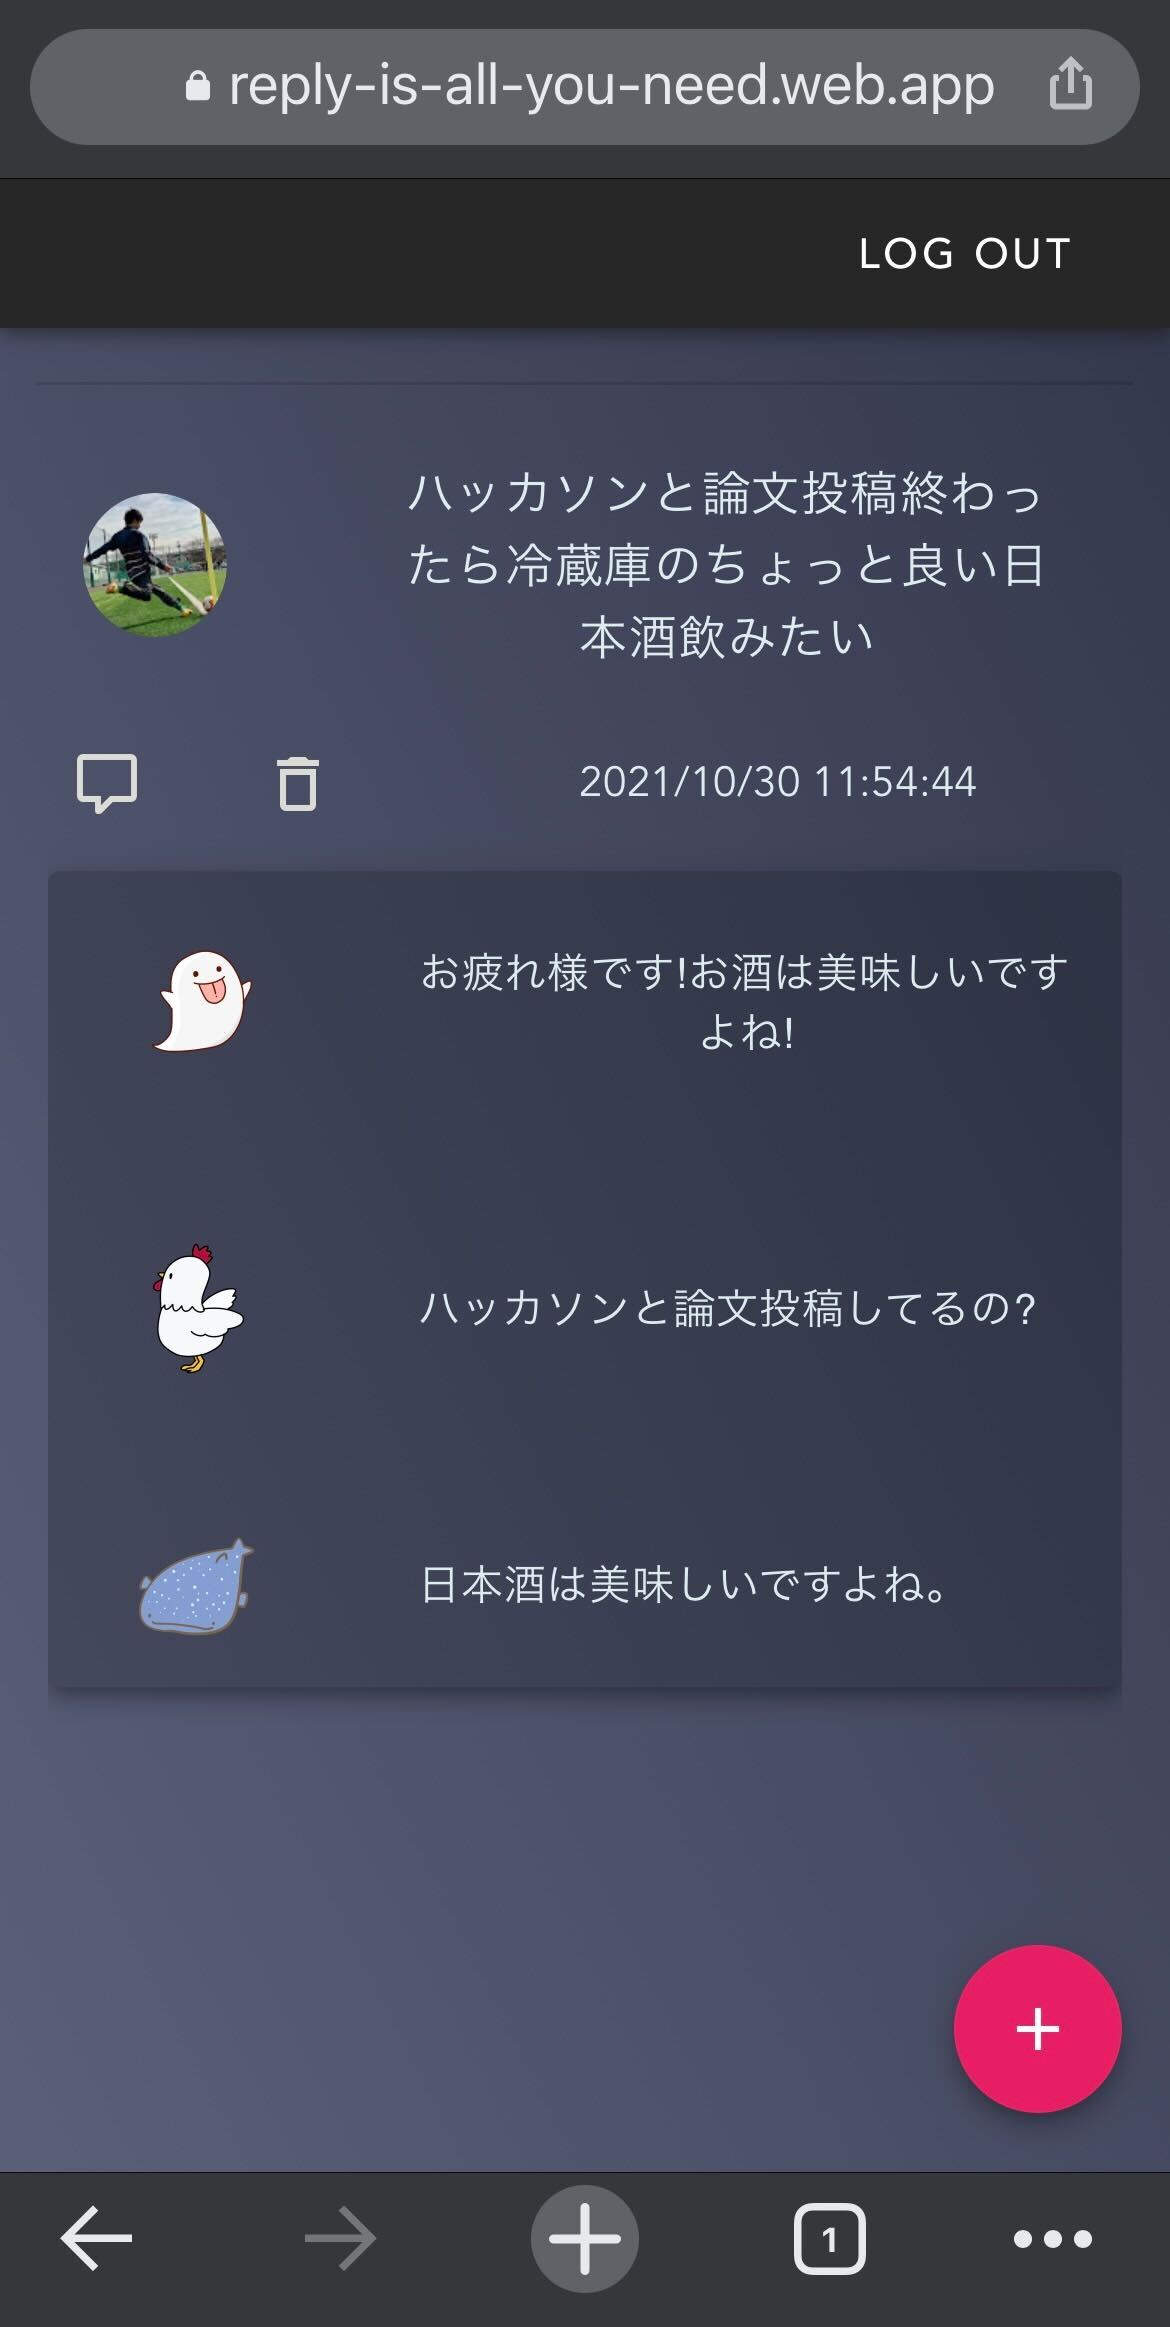 reply-is-all-you-need.web.app
LOG OUT
ハッカソンと論文投稿終わっ
たら冷蔵庫のちょっと良い日
本酒飲みたい
2021/10/30 11:54:44
お疲れ様です!お酒は美味しいです
よね!
ハッカソンと論文投稿してるの?
日本酒は美味しいですよね。
1